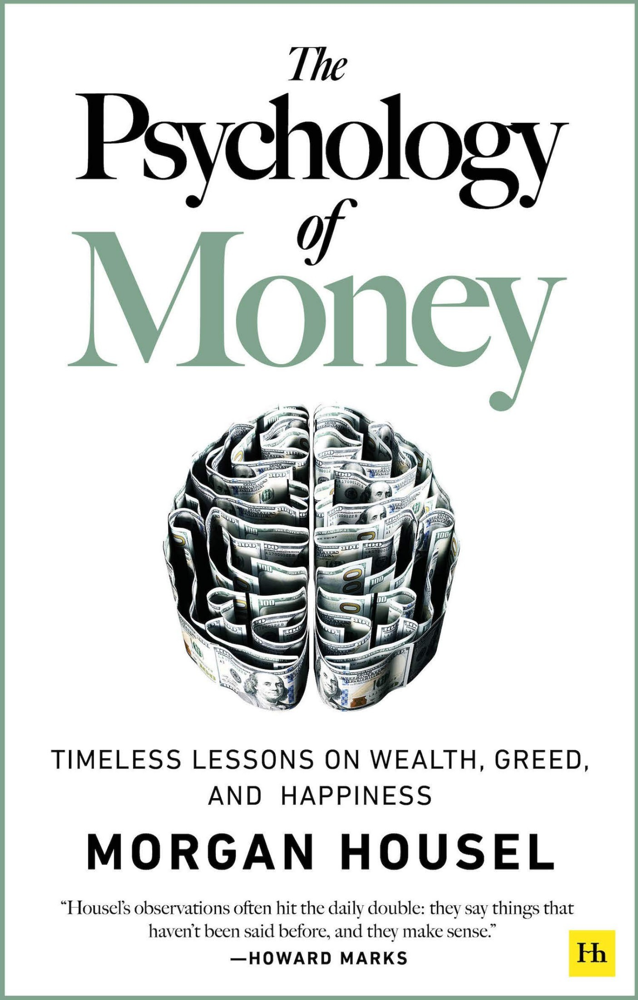 The
Psychology
of
Money
TIMELESS LESSONS ON WEALTH, GREED,
AND HAPPINESS
MORGAN HOUSEL
“Housel’s observations often hit the daily double: they say things that
haven’t been said before, and they make sense.”
—HOWARD MARKS
Hh